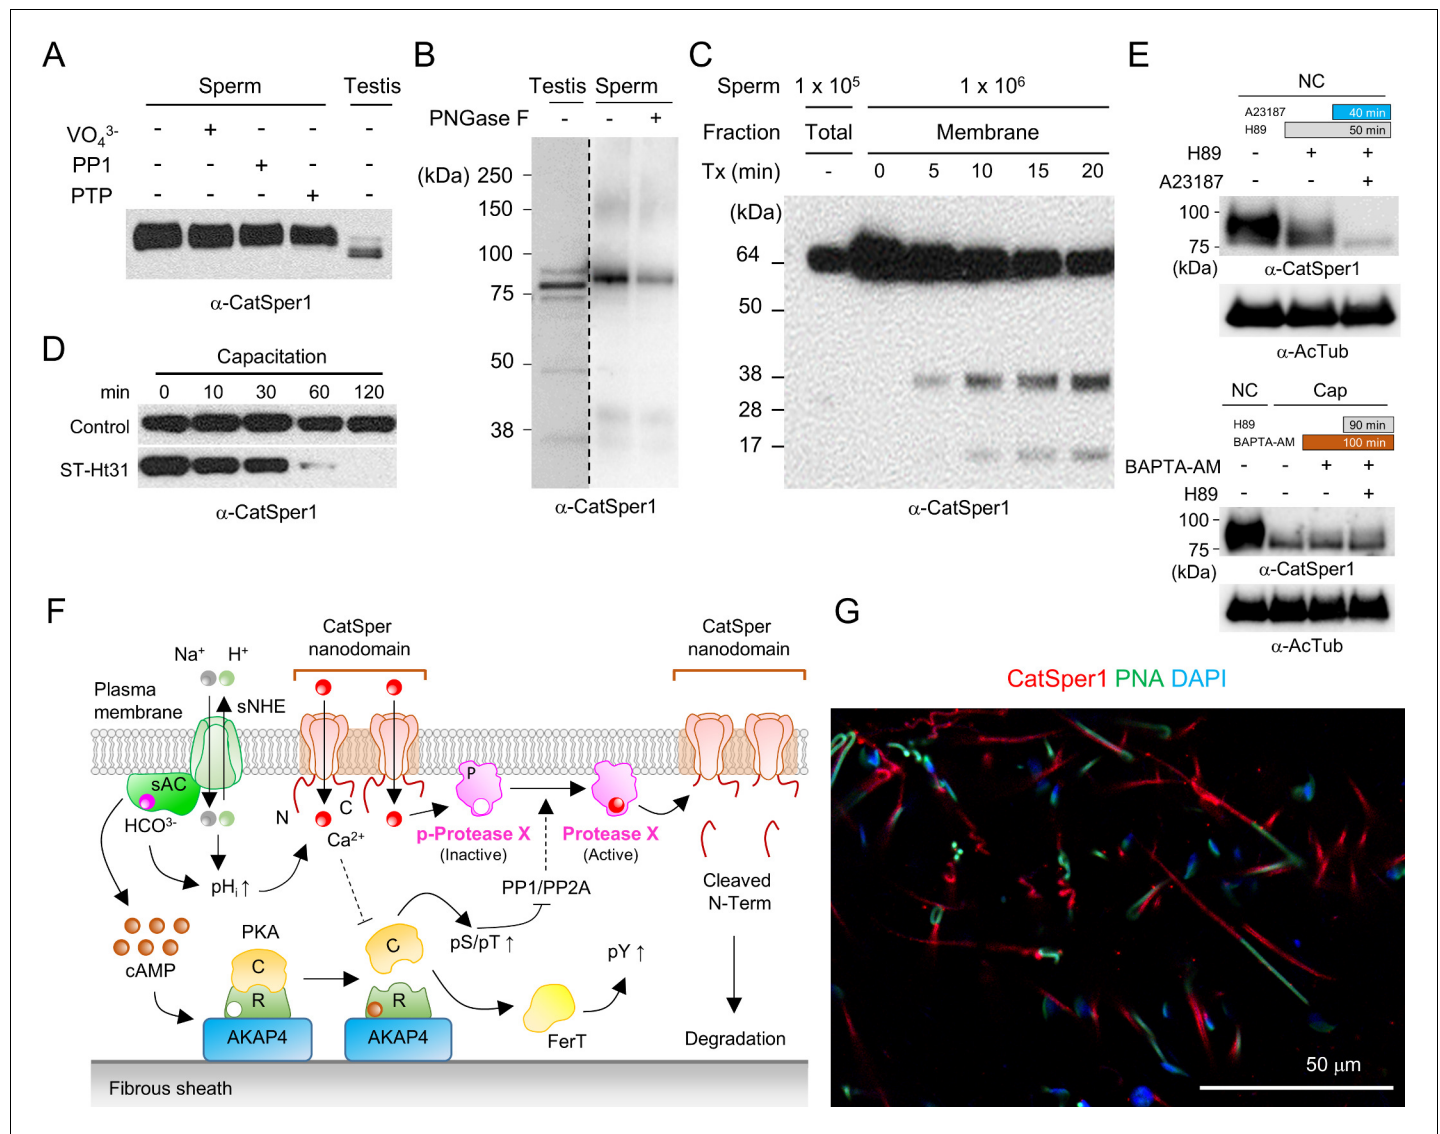 A
Sperm
Testis
VO₄³⁻ - + - - -
PP1 - - + - -
PTP - - - + -
α-CatSper1
B
Testis Sperm
PNGase F - - +
(kDa) 250
150
100
75
50
38
α-CatSper1
C
Sperm 1 x 10⁵ 1 x 10⁶
Fraction Total Membrane
Tx (min) - 0 5 10 15 20
(kDa)
64
50
38
28
17
α-CatSper1
D
Capacitation
min 0 10 30 60 120
Control
ST-Ht31
α-CatSper1
E
NC
A23187 40 min
H89 50 min
H89 - + +
A23187 - - +
100
75
(kDa)
α-CatSper1
α-AcTub
NC Cap
H89 90 min
BAPTA-AM 100 min
BAPTA-AM - - + +
H89 - - - +
100
75
(kDa)
α-CatSper1
α-AcTub
F
CatSper
nanodomain
CatSper
nanodomain
Na⁺ H⁺
Plasma
membrane
sNHE
sAC
HCO³⁻
N C
Ca²⁺
P
p-Protease X
(Inactive)
Protease X
(Active)
pHᵢ ↑
PP1/PP2A
Cleaved
N-Term
cAMP
PKA
C
R
AKAP4
C
R
AKAP4
pS/pT ↑
pY ↑
FerT
Degradation
Fibrous sheath
G
CatSper1 PNA DAPI
50 μm